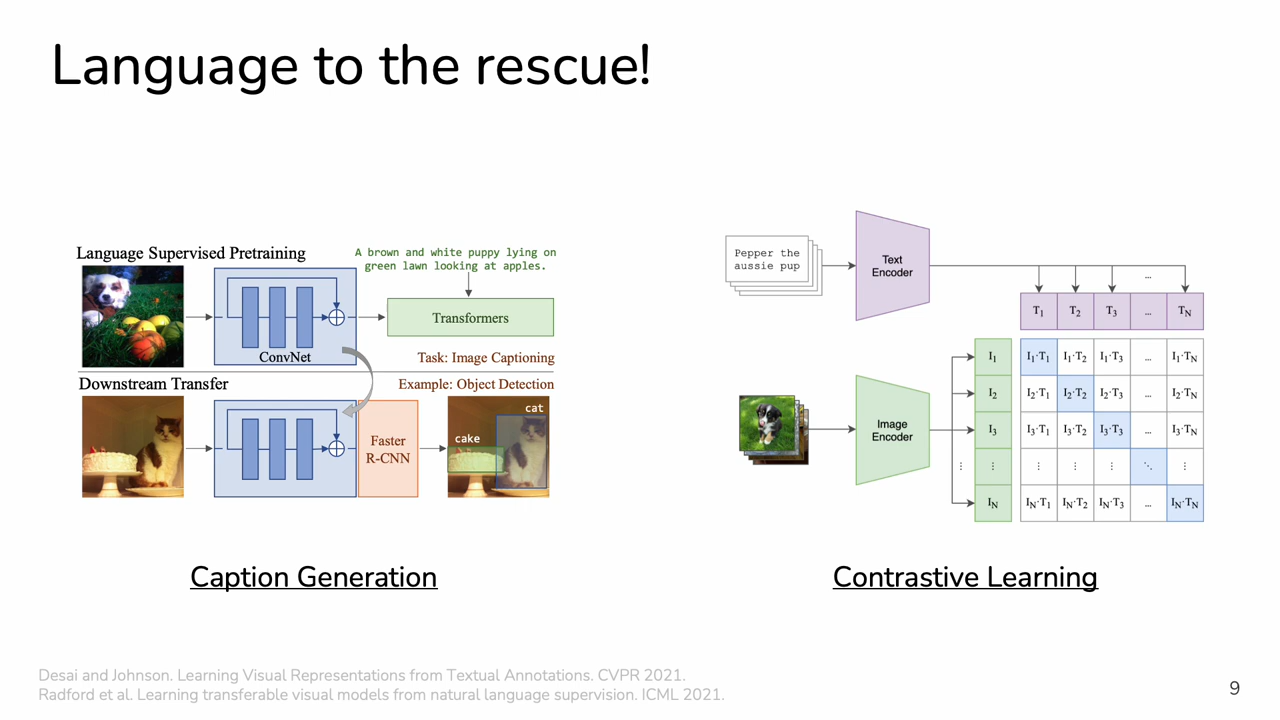 Language to the rescue!
Language Supervised Pretraining
A brown and white puppy lying on
green lawn looking at apples.
Transformers
ConvNet
Task: Image Captioning
Downstream Transfer
Example: Object Detection
Faster
R-CNN
cat
cake
Caption Generation
Pepper the
aussie pup
Text
Encoder
...
T1 T2 T3 ... TN
Image
Encoder
I1 I1·T1 I1·T2 I1·T3 ... I1·TN
I2 I2·T1 I2·T2 I2·T3 ... I2·TN
I3 I3·T1 I3·T2 I3·T3 ... I3·TN
⋮ ⋮ ⋮ ⋮ ⋮ ⋱ ⋮
IN IN·T1 IN·T2 IN·T3 ... IN·TN
Contrastive Learning
Desai and Johnson. Learning Visual Representations from Textual Annotations. CVPR 2021.
Radford et al. Learning transferable visual models from natural language supervision. ICML 2021.
9